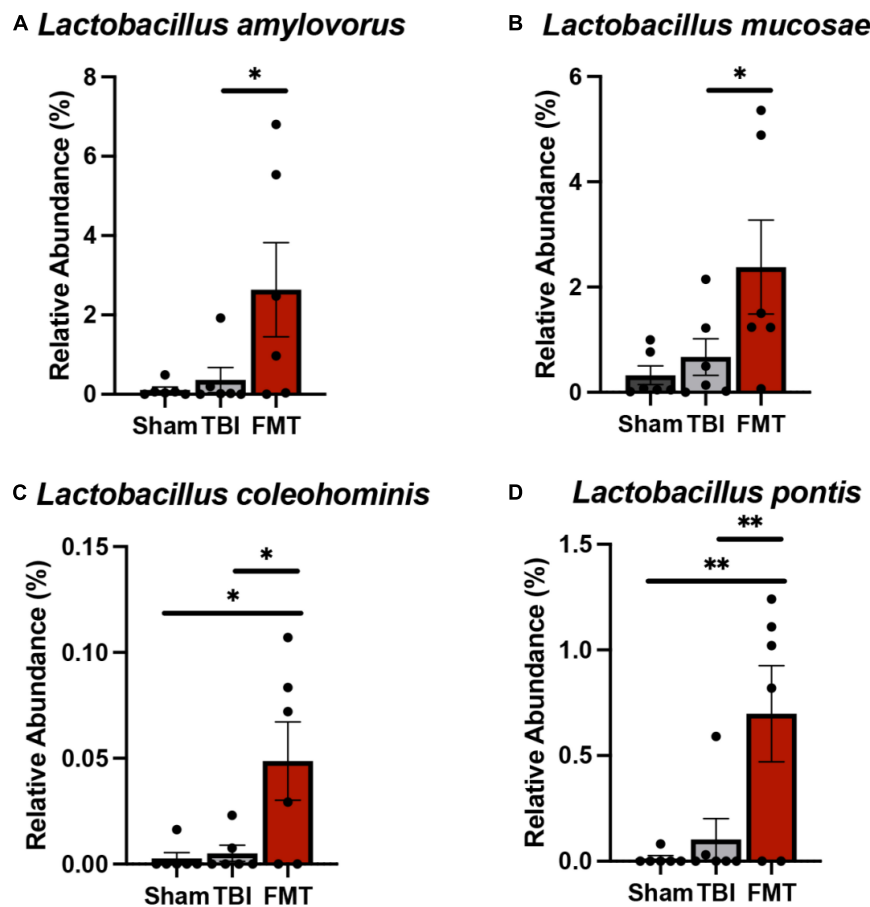 A Lactobacillus amylovorus
Relative Abundance (%)
8
6
4
2
0
*
Sham TBI FMT
B Lactobacillus mucosae
Relative Abundance (%)
6
4
2
0
*
Sham TBI FMT
C Lactobacillus coleohominis
Relative Abundance (%)
0.15
0.10
0.05
0.00
*
*
Sham TBI FMT
D Lactobacillus pontis
Relative Abundance (%)
1.5
1.0
0.5
0.0
**
**
Sham TBI FMT